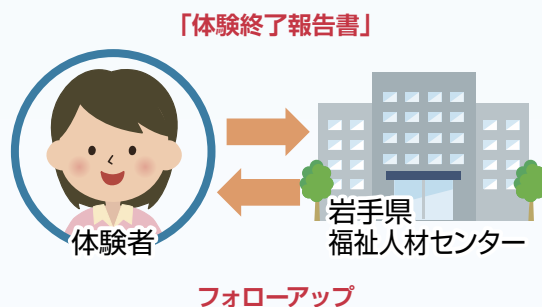 「体験終了報告書」
体験者
岩手県
福祉人材センター
フォローアップ